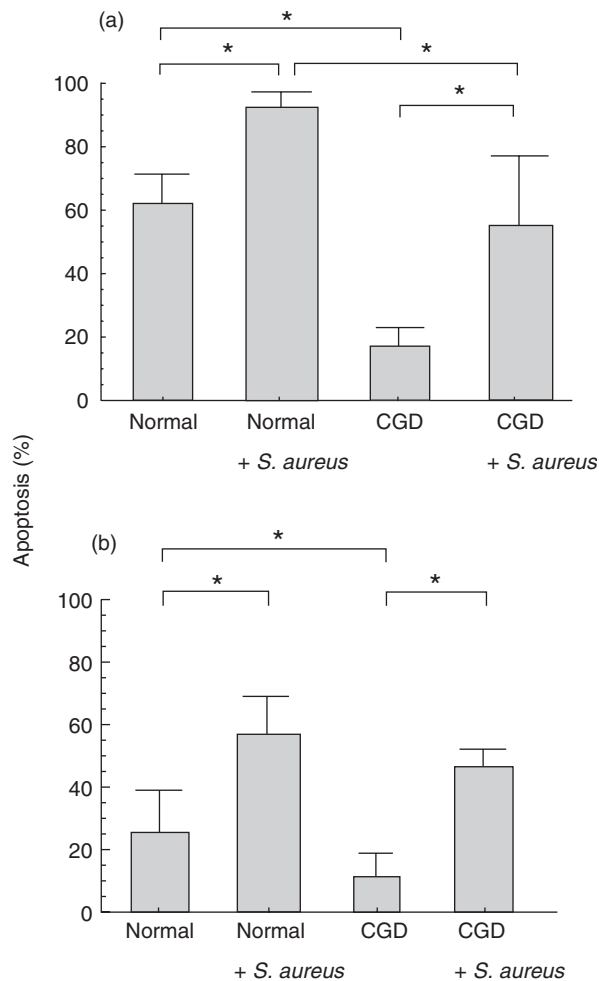 (a)
*
*
*
*
100
80
60
40
20
0
Normal
Normal
CGD
CGD
+ S. aureus
+ S. aureus
Apoptosis (%)
(b)
*
*
*
100
80
60
40
20
0
Normal
Normal
CGD
CGD
+ S. aureus
+ S. aureus